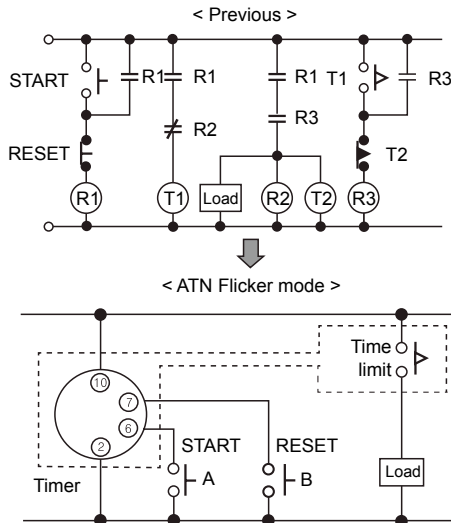 < Previous >
START
R1
R1
R1
T1
R3
R2
R3
RESET
T2
R1
T1
Load
R2
T2
R3
< ATN Flicker mode >
Time
limit
10
7
6
START
RESET
2
A
B
Load
Timer